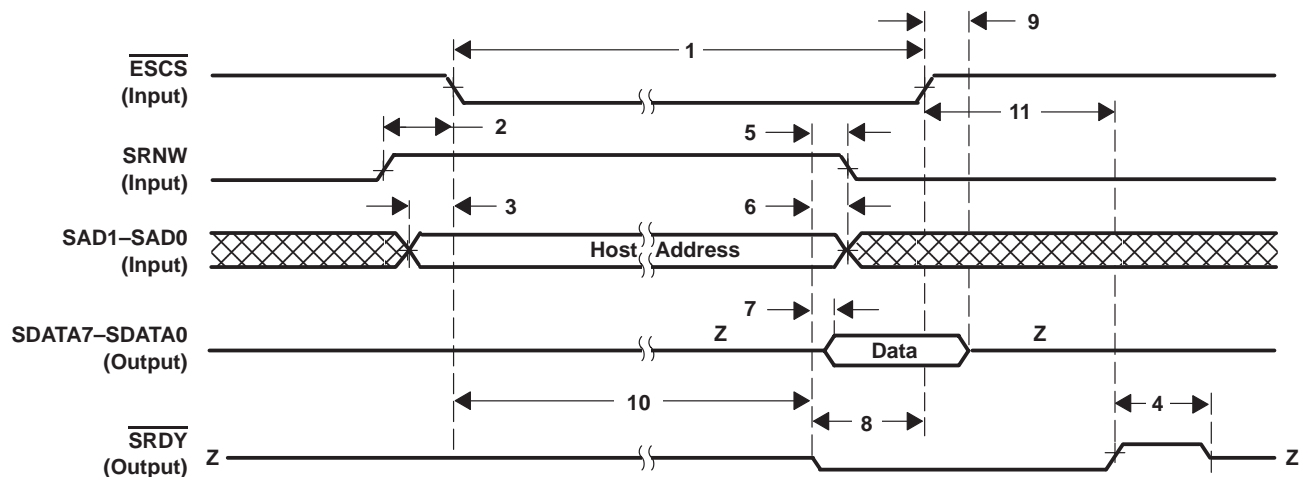 9
1
ESCS
(Input)
11
2
5
SRNW
(Input)
3
6
SAD1–SAD0
(Input)
Host Address
7
SDATA7–SDATA0
(Output)
Z
Data
Z
10
8
4
SRDY
(Output)
Z
Z